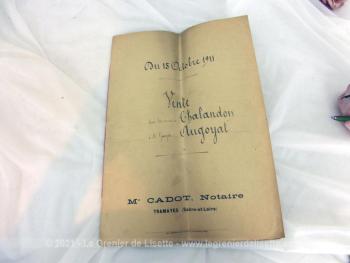 Du 18 Octobre 1911
Vente
Chalandon
à M. Augoyat
Me CADOT, Notaire
TRAMAYES (Saône-et-Loire)
©2021 - Le Grenier de Lisette - www.legrenierdelisette.com